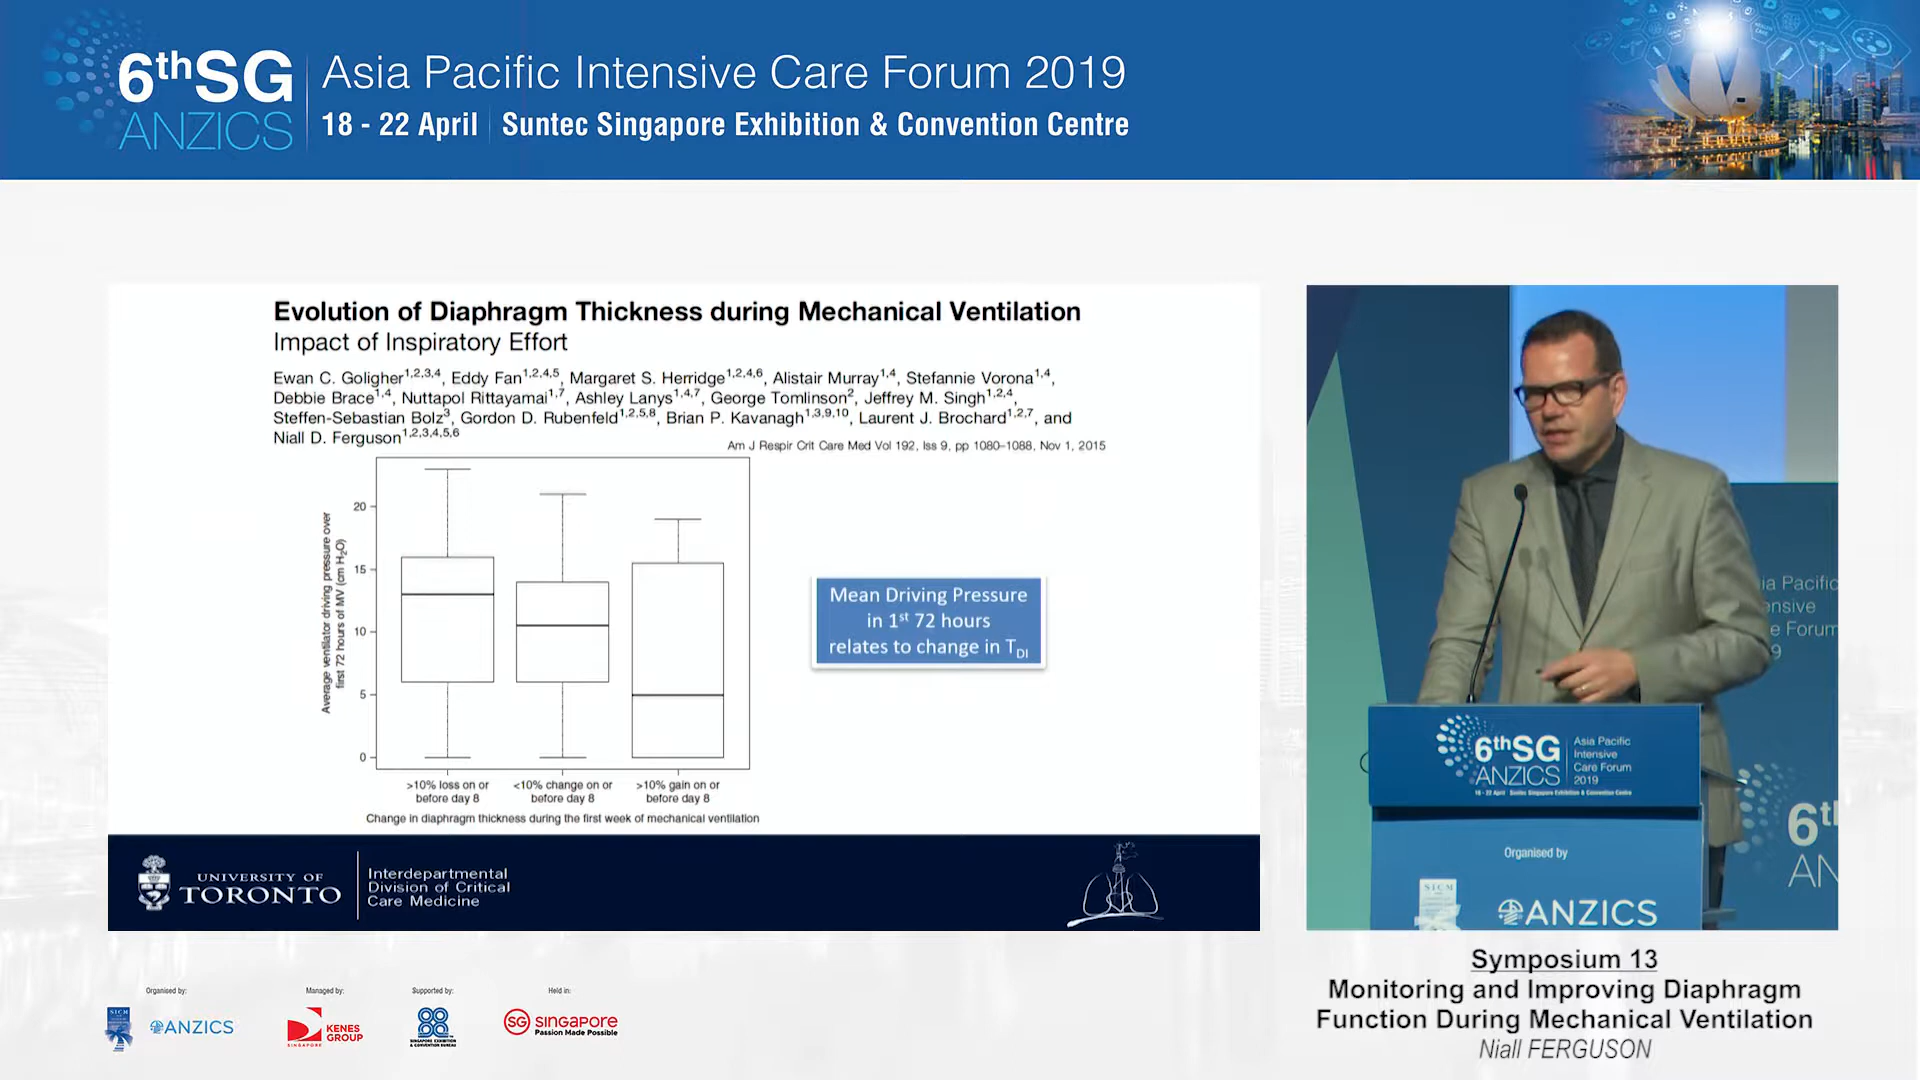 6thSG
ANZICS
Asia Pacific Intensive Care Forum 2019
18 - 22 April
Suntec Singapore Exhibition & Convention Centre
Evolution of Diaphragm Thickness during Mechanical Ventilation
Impact of Inspiratory Effort
Ewan C. Goligher1,2,3,4, Eddy Fan1,2,4,5, Margaret S. Herridge1,2,4,6, Alistair Murray1,4, Stefannie Vorona1,4,
Debbie Brace1,4, Nuttapol Rittayamai1,7, Ashley Lanys1,4,7, George Tomlinson2, Jeffrey M. Singh1,2,4,
Steffen-Sebastian Bolz3, Gordon D. Rubenfeld1,2,5,8, Brian P. Kavanagh1,3,9,10, Laurent J. Brochard1,2,7, and
Niall D. Ferguson1,2,3,4,5,6
Am J Respir Crit Care Med Vol 192, Iss 9, pp 1080–1088, Nov 1, 2015
Average ventilator driving pressure over
first 72 hours of MV (cm H2O)
20
15
10
5
0
>10% loss on or
before day 8
<10% change on or
before day 8
>10% gain on or
before day 8
Change in diaphragm thickness during the first week of mechanical ventilation
Mean Driving Pressure
in 1st 72 hours
relates to change in TDI
UNIVERSITY OF
TORONTO
Interdepartmental
Division of Critical
Care Medicine
ia Pacific
ensive
e Forum
9
6thSG
ANZICS
Asia Pacific
Intensive
Care Forum
2019
18 - 22 April Suntec Singapore Exhibition & Convention Centre
Organised by
SICM
ANZICS
6t
AN
Symposium 13
Monitoring and Improving Diaphragm
Function During Mechanical Ventilation
Niall FERGUSON
Organised by:
SICM
ANZICS
Managed by:
KENES
GROUP
SINGAPORE
Supported by:
SINGAPORE EXHIBITION
& CONVENTION BUREAU
Held in:
SG
SINGAPORE
Passion Made Possible